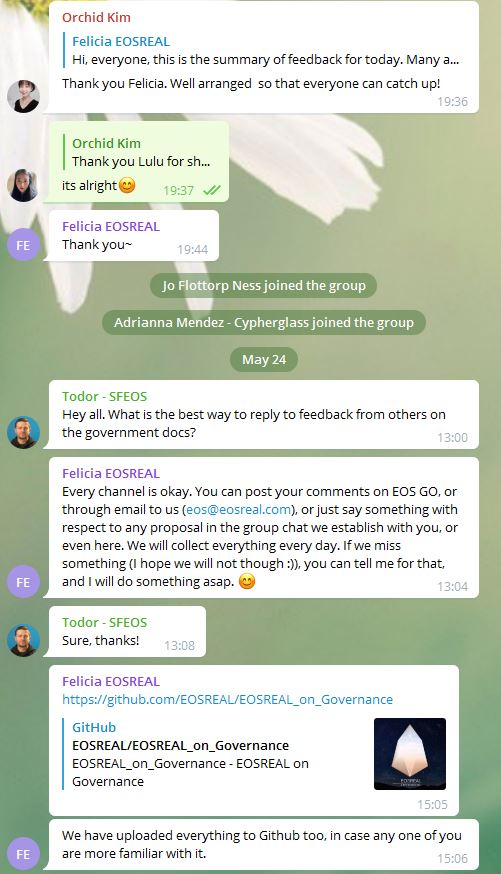 Orchid Kim
Felicia EOSREAL
Hi, everyone, this is the summary of feedback for today. Many a...
Thank you Felicia. Well arranged so that everyone can catch up!
19:36
Orchid Kim
Thank you Lulu for sh...
its alright😊
19:37
Felicia EOSREAL
FE
Thank you~
19:44
Jo Flottorp Ness joined the group
Adrianna Mendez - Cypherglass joined the group
May 24
Todor - SFEOS
Hey all. What is the best way to reply to feedback from others on
the government docs?
13:00
Felicia EOSREAL
Every channel is okay. You can post your comments on EOS GO, or
through email to us (eos@eosreal.com), or just say something with
respect to any proposal in the group chat we establish with you, or
even here. We will collect everything every day. If we miss
something (I hope we will not though :)), you can tell me for that,
FE
and I will do something asap. 😊
13:04
Todor - SFEOS
Sure, thanks!
13:08
Felicia EOSREAL
https://github.com/EOSREAL/EOSREAL_on_Governance
GitHub
EOSREAL/EOSREAL_on_Governance
EOSREAL_on_Governance - EOSREAL on
Governance
EOSREAL
15:05
We have uploaded everything to Github too, in case any one of you
FE
are more familiar with it.
15:06